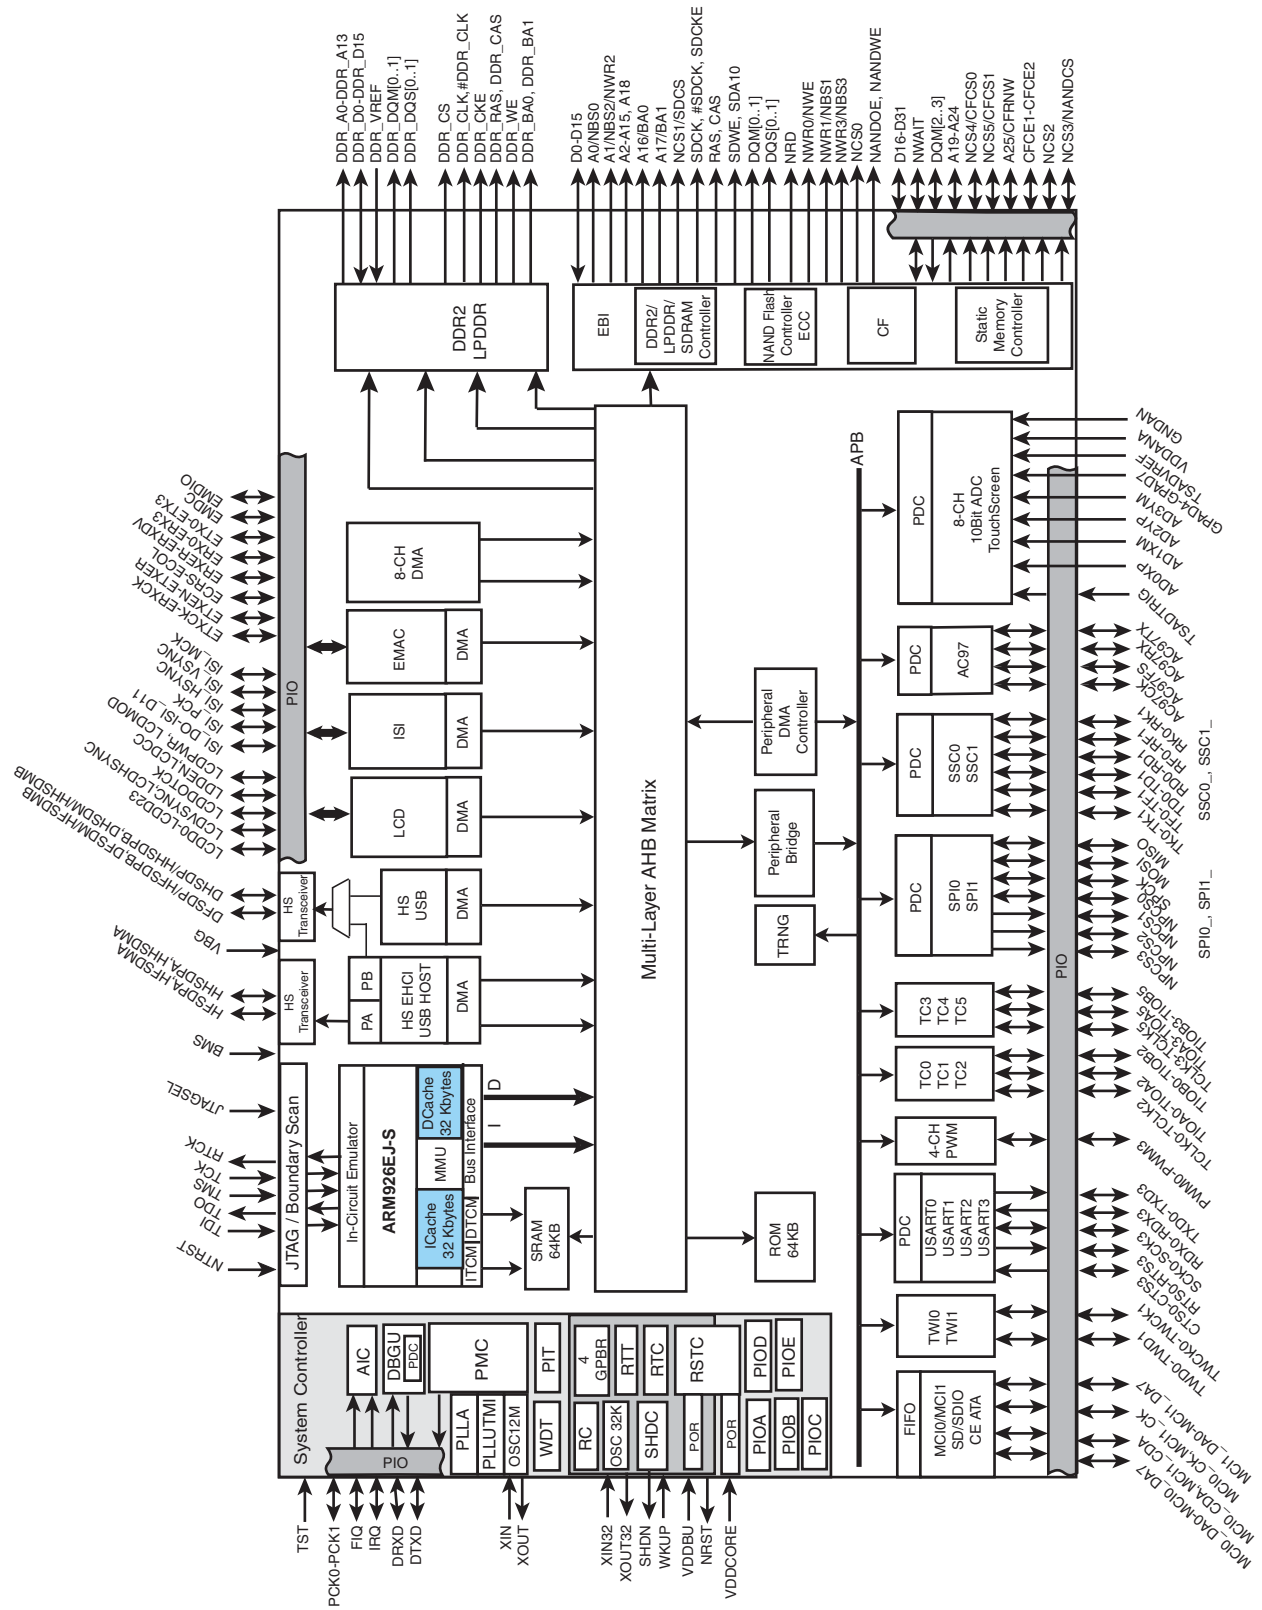 DDR_A0-DDR_A13
DDR_D0-DDR_D15
DDR_VREF
DDR_DQM[0..1]
DDR_DQS[0..1]
DDR_CS
DDR_CLK,#DDR_CLK
DDR_CKE
DDR_RAS, DDR_CAS
DDR_WE
DDR_BA0, DDR_BA1
D0-D15
A0/NBS0
A1/NBS2/NWR2
A2-A15, A18
A16/BA0
A17/BA1
NCS1/SDCS
SDCK, #SDCK, SDCKE
RAS, CAS
SDWE, SDA10
DQM[0..1]
DQS[0..1]
NRD
NWR0/NWE
NWR1/NBS1
NWR3/NBS3
NCS0
NANDOE, NANDWE
D16-D31
NWAIT
DQM[2..3]
A19-A24
NCS4/CFCS0
NCS5/CFCS1
A25/CFRNW
CFCE1-CFCE2
NCS2
NCS3/NANDCS
DDR2
LPDDR
EBI
DDR2/
LPDDR/
SDRAM
Controller
NAND Flash
Controller
ECC
CF
Static
Memory
Controller
EMDIO
EMDC
ETX0-ETX3
ERX0-ERX3
ERXER-ERXDV
ECRS-ECOL
ETXEN-ETXER
ETXCK-ERXCK
ISI_MCK
ISI_VSYNC
ISI_HSYNC
ISI_PCK
ISI_DO-ISI_D11
LCDPWR, LCDMOD
LCDDEN,LCDCC
LCDDOTCK
LCDVSYNC,LCDHSYNC
LCDD0-LCDD23
DHSDP/HHSDPB,DHSDM/HHSDMB
DFSDP/HFSDPB,DFSDM/HFSDMB
VBG
HHSDPA,HHSDMA
HFSDPA,HFSDMA
BMS
JTAGSEL
RTCK
TCK
TMS
TDO
TDI
NTRST
PIO
8-CH
DMA
EMAC
DMA
ISI
DMA
LCD
DMA
HS
Transceiver
HS
USB
DMA
HS
Transceiver
PA
PB
HS EHCI
USB HOST
DMA
JTAG / Boundary Scan
In-Circuit Emulator
ARM926EJ-S
ICache
32 Kbytes
MMU
DCache
32 Kbytes
ITCM
DTCM
Bus Interface
I
D
SRAM
64KB
Multi-Layer AHB Matrix
Peripheral
DMA
Controller
Peripheral
Bridge
TRNG
ROM
64KB
APB
PDC
8-CH
10Bit ADC
TouchScreen
PDC
AC97
PDC
SSC0
SSC1
PDC
SPI0
SPI1
TC3
TC4
TC5
TC0
TC1
TC2
4-CH
PWM
PDC
USART0
USART1
USART2
USART3
TWI0
TWI1
FIFO
MCI0/MCI1
SD/SDIO
CE ATA
PIO
GNDAN
VDDANA
TSADVREF
GPAD4-GPAD7
AD3YM
AD2YP
AD1XM
AD0XP
TSADTRIG
AC97TX
AC97RX
AC97FS
AC97CK
RK0-RK1
RF0-RF1
RD0-RD1
TD0-TD1
TF0-TF1
TK0-TK1
SSC0_, SSC1_
MISO
MOSI
SPCK
NPCS0
NPCS1
NPCS2
NPCS3
SPI0_, SPI1_
TIOB3-TIOB5
TIOA3-TIOA5
TCLK3-TCLK5
TIOB0-TIOB2
TIOA0-TIOA2
TCLK0-TCLK2
PWM0-PWM3
TXD0-TXD3
RDX0-RDX3
SCK0-SCK3
RTS0-RTS3
CTS0-CTS3
TWCK0-TWCK1
TWD0-TWD1
MCI1_DA0-MCI1_DA7
MCI0_CK,MCI1_CK
MCI0_CDA,MCI1_CDA
MCI0_DA0-MCI0_DA7
System Controller
PIO
AIC
DBGU
PDC
PMC
PLLA
PLLUTMI
OSC12M
PIT
WDT
4
GPBR
RTT
RTC
RSTC
RC
OSC 32K
SHDC
POR
POR
PIOD
PIOE
PIOA
PIOB
PIOC
TST
PCK0-PCK1
FIQ
IRQ
DRXD
DTXD
XIN
XOUT
XIN32
XOUT32
SHDN
WKUP
VDDBU
NRST
VDDCORE